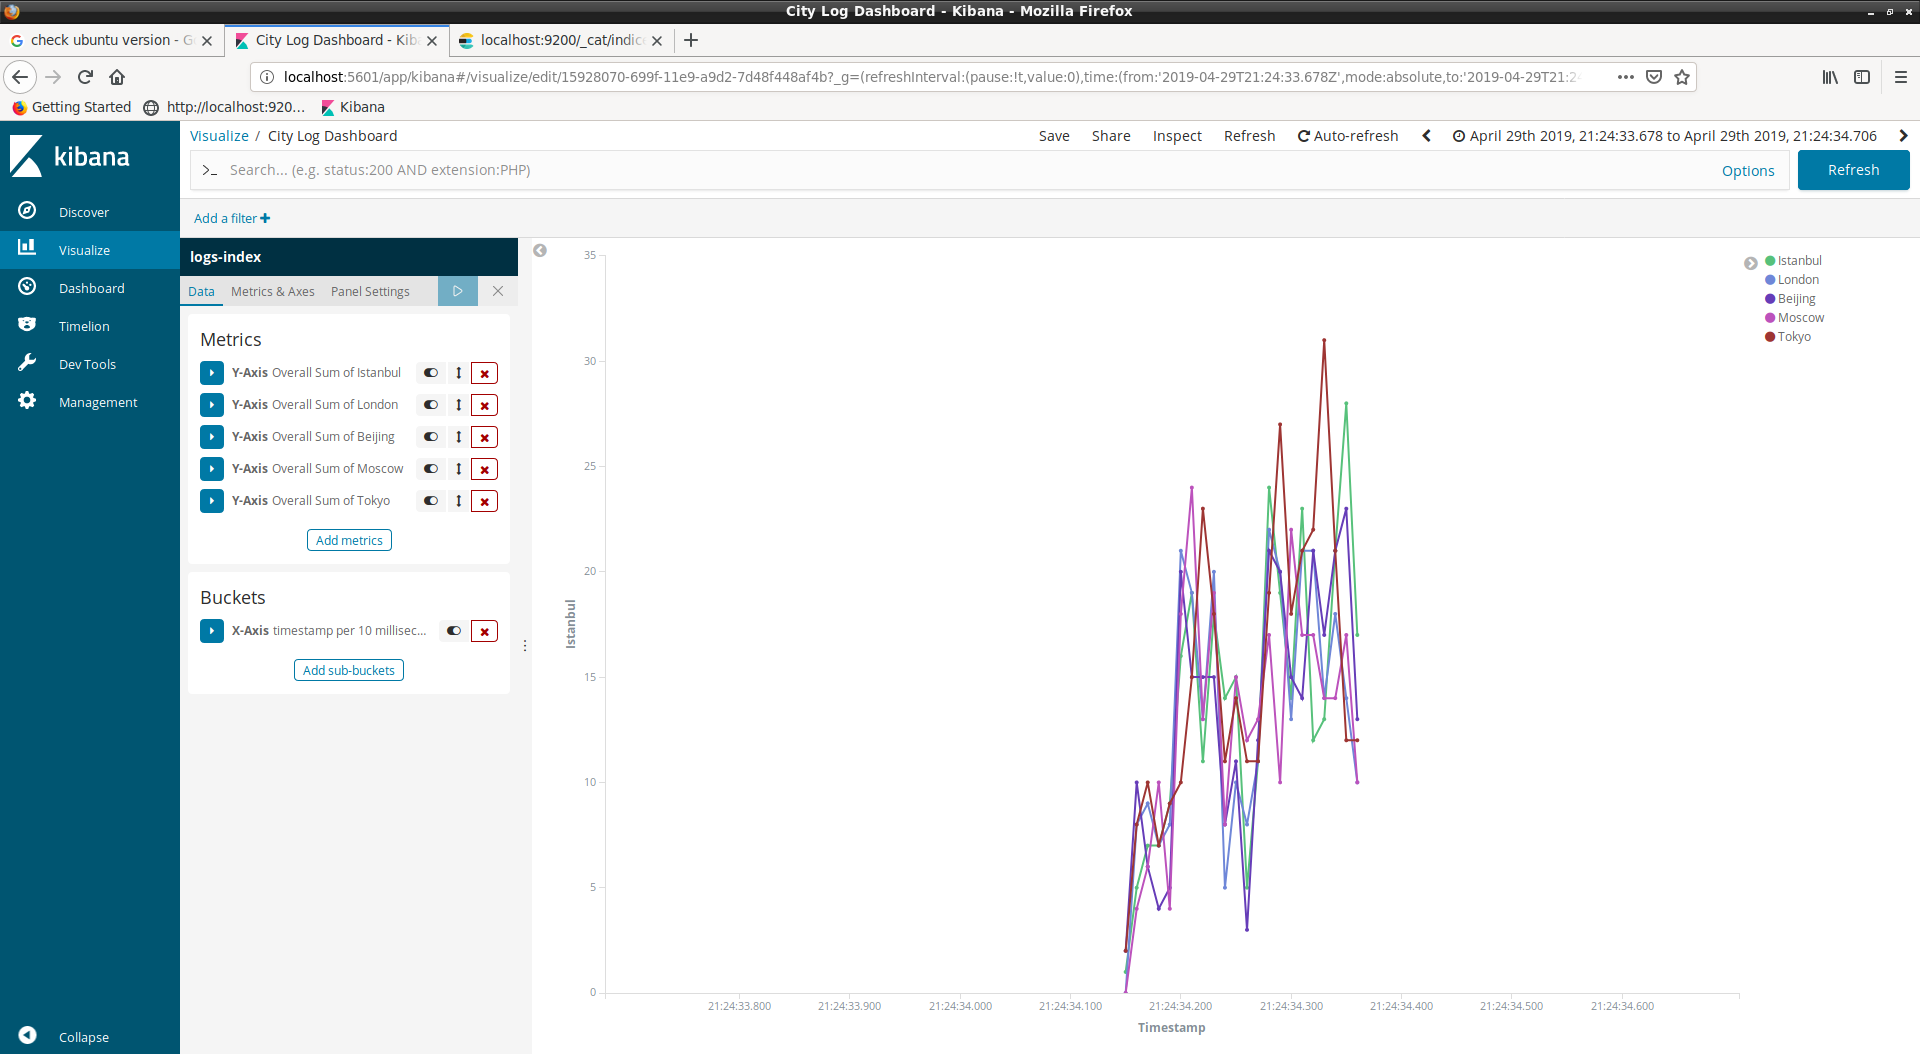 City Log Dashboard - Kibana - Mozilla Firefox
check ubuntu version - G
City Log Dashboard - Kib
localhost:9200/_cat/indic
localhost:5601/app/kibana#/visualize/edit/15928070-699f-11e9-a9d2-7d48f448af4b?_g=(refreshInterval:(pause:!t,value:0),time:(from:'2019-04-29T21:24:33.678Z',mode:absolute,to:'2019-04-29T21:2
Getting Started
http://localhost:920...
Kibana
kibana
Visualize / City Log Dashboard
Save
Share
Inspect
Refresh
Auto-refresh
April 29th 2019, 21:24:33.678 to April 29th 2019, 21:24:34.706
>_ Search... (e.g. status:200 AND extension:PHP)
Options
Refresh
Add a filter +
Discover
Visualize
Dashboard
Timelion
Dev Tools
Management
Collapse
logs-index
Data
Metrics & Axes
Panel Settings
Metrics
Y-Axis Overall Sum of Istanbul
Y-Axis Overall Sum of London
Y-Axis Overall Sum of Beijing
Y-Axis Overall Sum of Moscow
Y-Axis Overall Sum of Tokyo
Add metrics
Buckets
X-Axis timestamp per 10 millisec...
Add sub-buckets
35
30
25
20
15
10
5
0
Istanbul
21:24:33.800
21:24:33.900
21:24:34.000
21:24:34.100
21:24:34.200
21:24:34.300
21:24:34.400
21:24:34.500
21:24:34.600
Timestamp
Istanbul
London
Beijing
Moscow
Tokyo